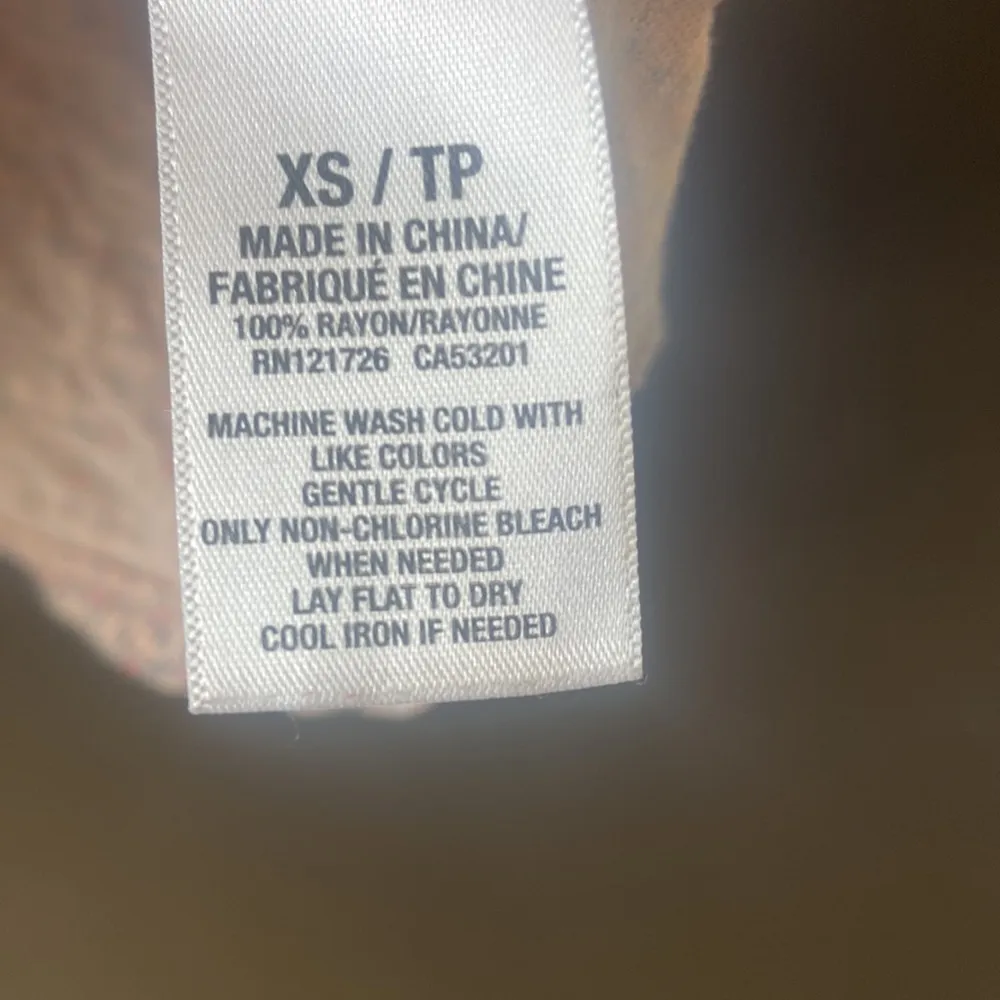 XS / TP
MADE IN CHINA/
FABRIQUÉ EN CHINE
100% RAYON/RAYONNE
RN121726 CA53201
MACHINE WASH COLD WITH
LIKE COLORS
GENTLE CYCLE
ONLY NON-CHLORINE BLEACH
WHEN NEEDED
LAY FLAT TO DRY
COOL IRON IF NEEDED